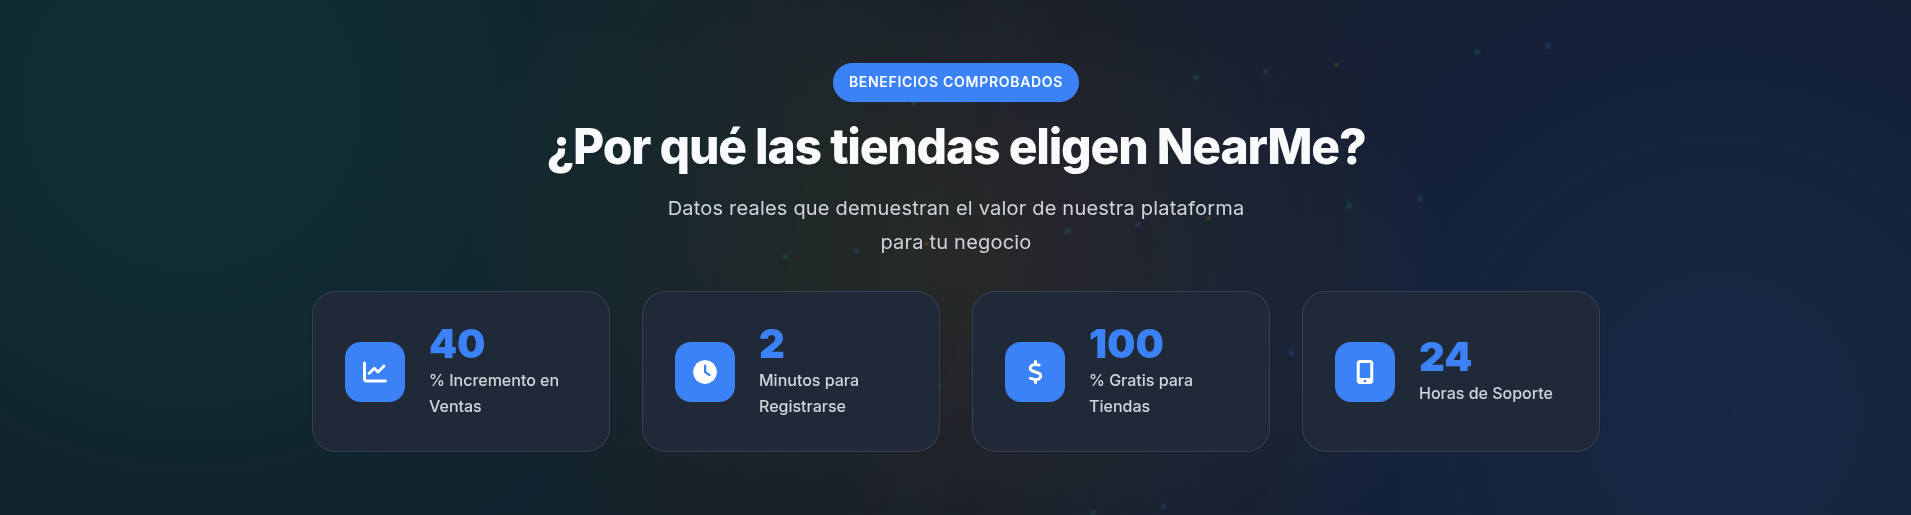 BENEFICIOS COMPROBADOS
¿Por qué las tiendas eligen NearMe?
Datos reales que demuestran el valor de nuestra plataforma
para tu negocio
40
% Incremento en
Ventas
2
Minutos para
Registrarse
100
% Gratis para
Tiendas
24
Horas de Soporte